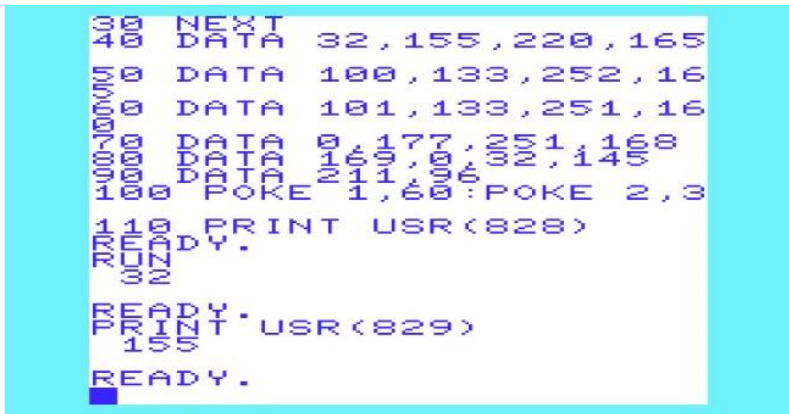 30 NEXT
40 DATA 32,155,220,165
50 DATA 100,133,252,16
5
60 DATA 101,133,251,16
0
70 DATA 0,177,251,168
80 DATA 169,0,32,145
90 DATA 211,96
100 POKE 1,60:POKE 2,3
110 PRINT USR(828)
READY.
RUN
32
READY.
PRINT USR(829)
155
READY.